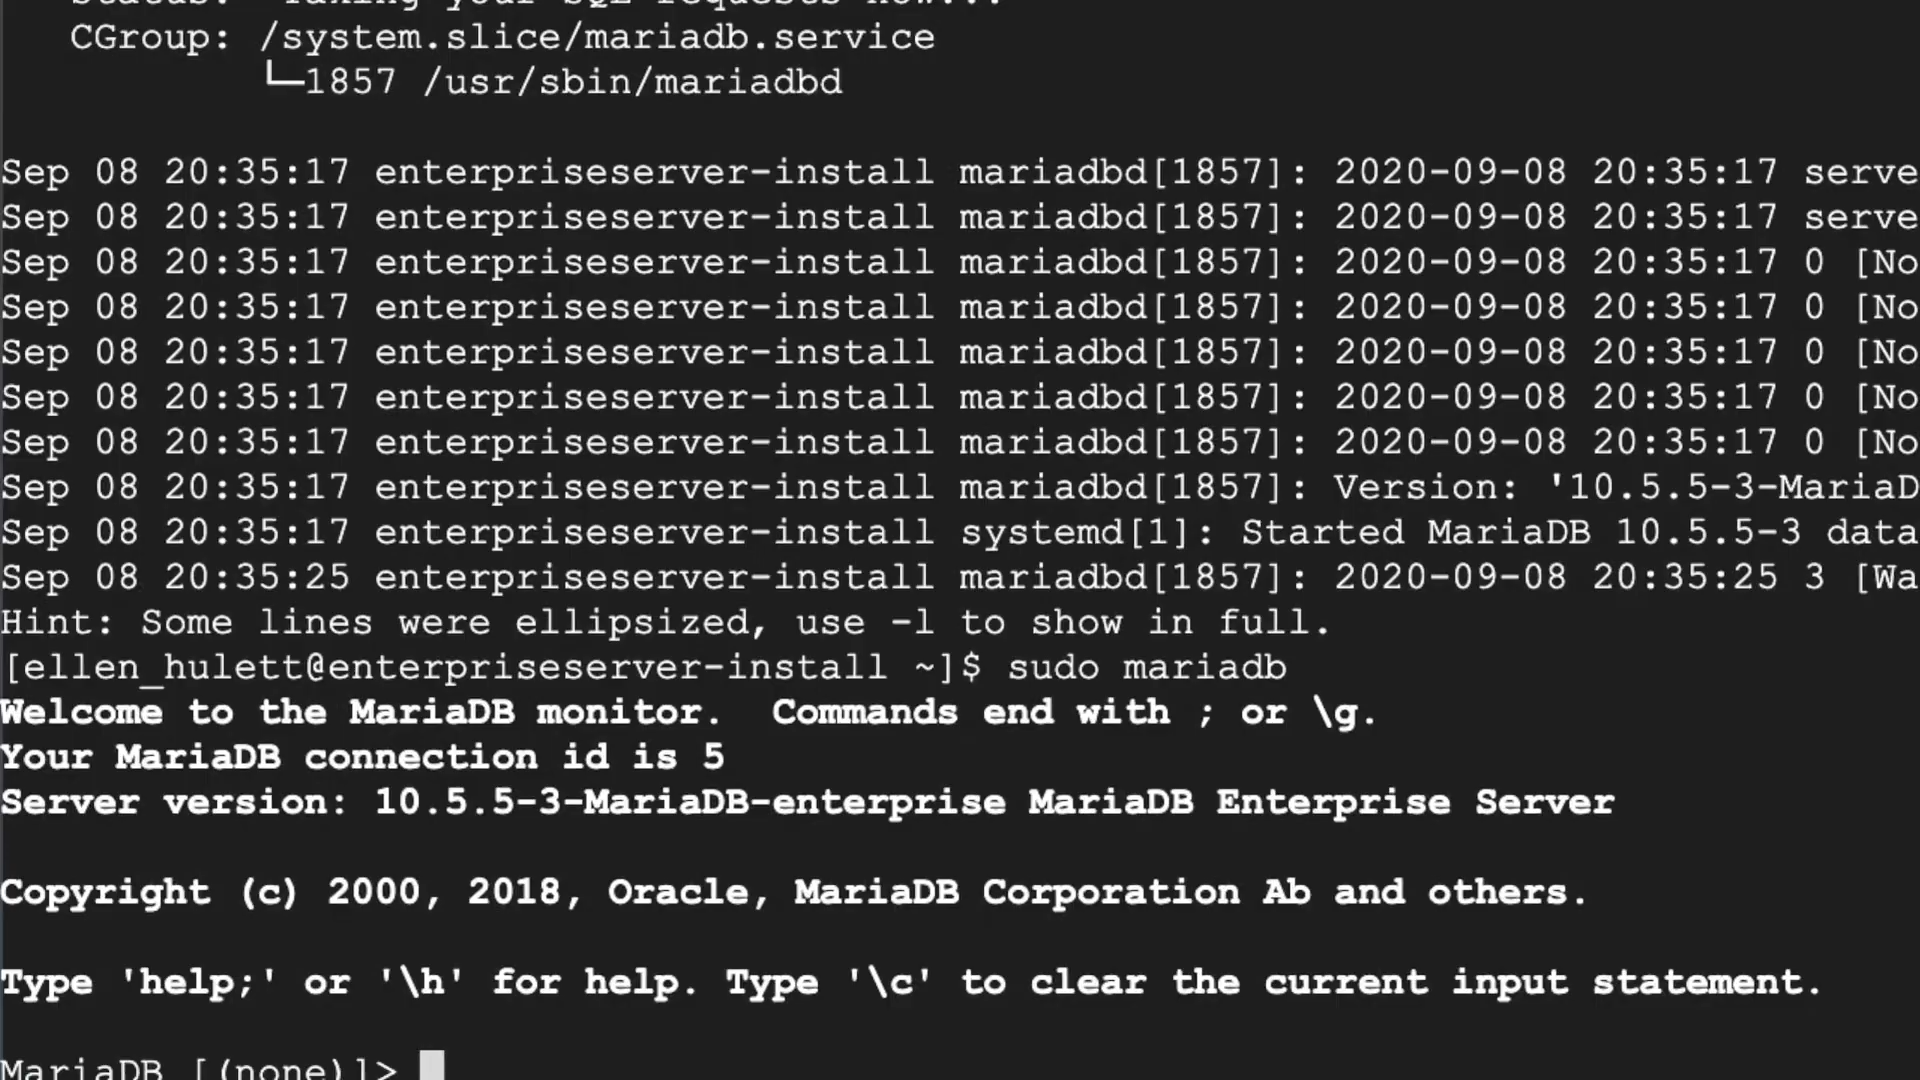 Status: "Taking your SQL requests now...
CGroup: /system.slice/mariadb.service
└─1857 /usr/sbin/mariadbd
Sep 08 20:35:17 enterpriseserver-install mariadbd[1857]: 2020-09-08 20:35:17 serve
Sep 08 20:35:17 enterpriseserver-install mariadbd[1857]: 2020-09-08 20:35:17 serve
Sep 08 20:35:17 enterpriseserver-install mariadbd[1857]: 2020-09-08 20:35:17 0 [No
Sep 08 20:35:17 enterpriseserver-install mariadbd[1857]: 2020-09-08 20:35:17 0 [No
Sep 08 20:35:17 enterpriseserver-install mariadbd[1857]: 2020-09-08 20:35:17 0 [No
Sep 08 20:35:17 enterpriseserver-install mariadbd[1857]: 2020-09-08 20:35:17 0 [No
Sep 08 20:35:17 enterpriseserver-install mariadbd[1857]: 2020-09-08 20:35:17 0 [No
Sep 08 20:35:17 enterpriseserver-install mariadbd[1857]: Version: '10.5.5-3-MariaD
Sep 08 20:35:17 enterpriseserver-install systemd[1]: Started MariaDB 10.5.5-3 data
Sep 08 20:35:25 enterpriseserver-install mariadbd[1857]: 2020-09-08 20:35:25 3 [Wa
Hint: Some lines were ellipsized, use -l to show in full.
[ellen_hulett@enterpriseserver-install ~]$ sudo mariadb
Welcome to the MariaDB monitor.  Commands end with ; or \g.
Your MariaDB connection id is 5
Server version: 10.5.5-3-MariaDB-enterprise MariaDB Enterprise Server
Copyright (c) 2000, 2018, Oracle, MariaDB Corporation Ab and others.
Type 'help;' or '\h' for help. Type '\c' to clear the current input statement.
MariaDB [(none)]>